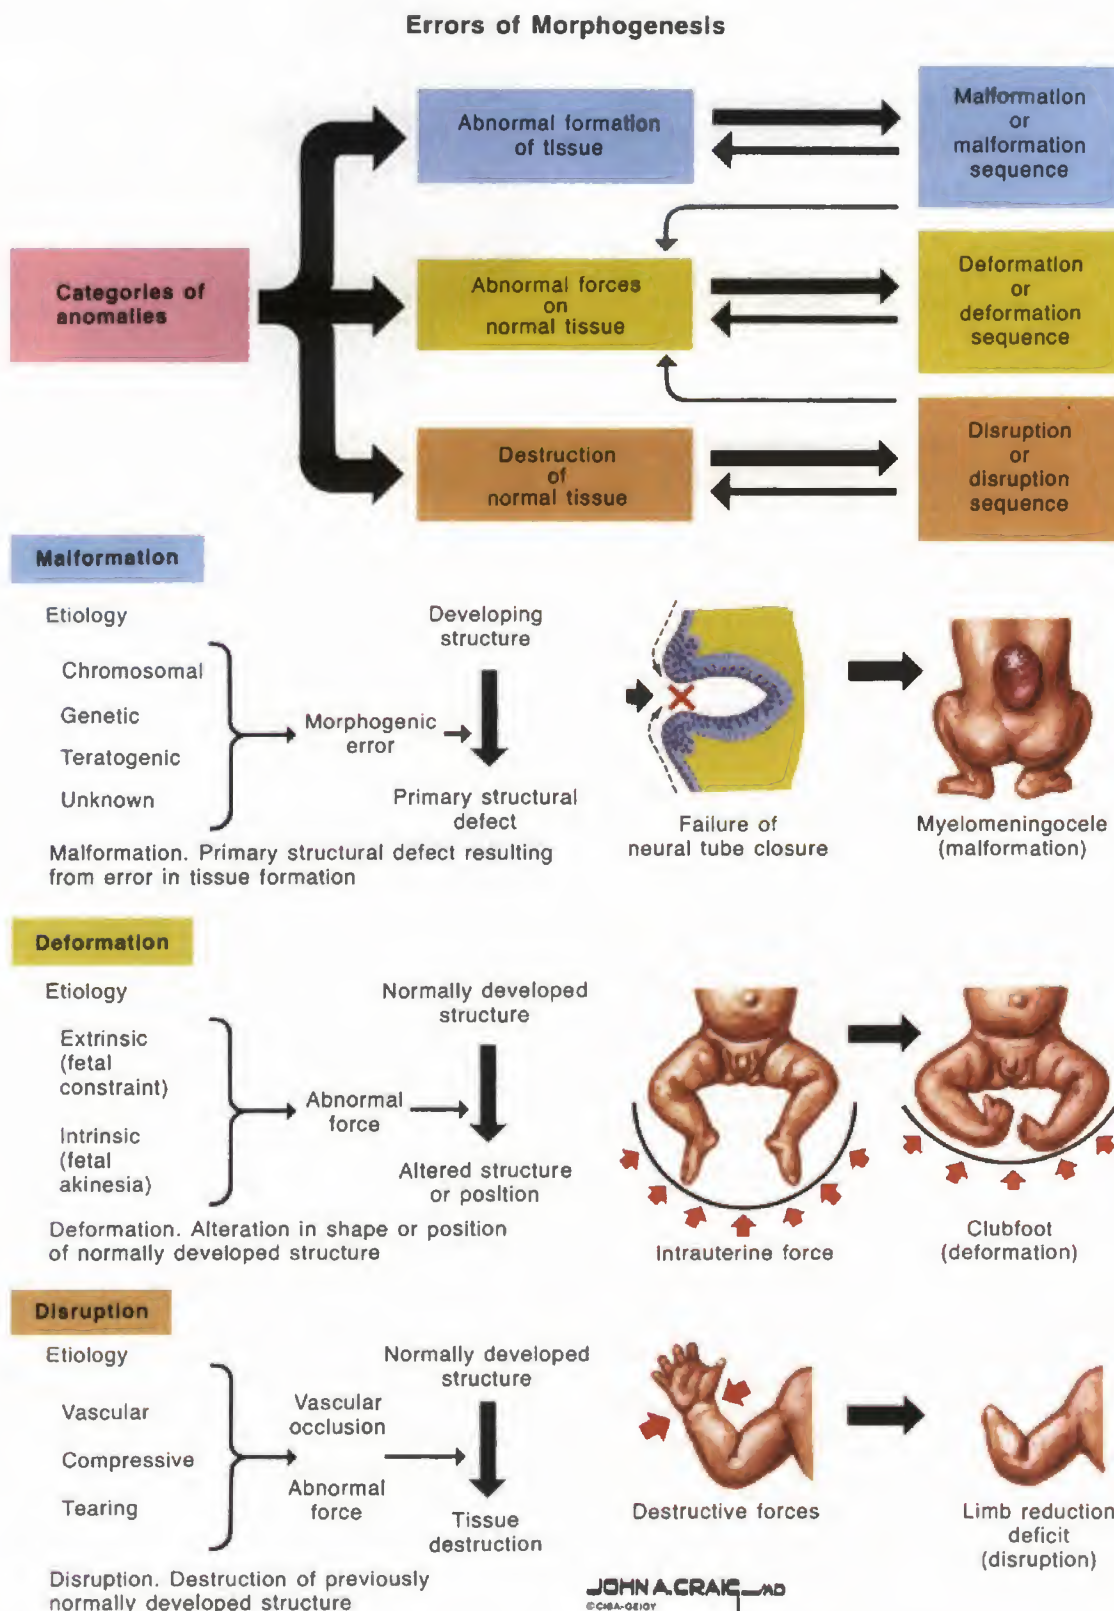 Errors of Morphogenesis
Categories of
anomalies
Abnormal formation
of tissue
Malformation
or
malformation
sequence
Abnormal forces
on
normal tissue
Deformation
or
deformation
sequence
Destruction
of
normal tissue
Disruption
or
disruption
sequence
Malformation
Etiology
Chromosomal
Genetic
Teratogenic
Unknown
Morphogenic
error
Developing
structure
Primary structural
defect
Failure of
neural tube closure
Myelomeningocele
(malformation)
Malformation. Primary structural defect resulting
from error in tissue formation
Deformation
Etiology
Extrinsic
(fetal
constraint)
Intrinsic
(fetal
akinesia)
Abnormal
force
Normally developed
structure
Altered structure
or position
Intrauterine force
Clubfoot
(deformation)
Deformation. Alteration in shape or position
of normally developed structure
Disruption
Etiology
Vascular
Compressive
Tearing
Vascular
occlusion
Abnormal
force
Normally developed
structure
Tissue
destruction
Destructive forces
Limb reduction
deficit
(disruption)
Disruption. Destruction of previously
normally developed structure
JOHN A. CRAIG MD
© CIBA-GEIGY